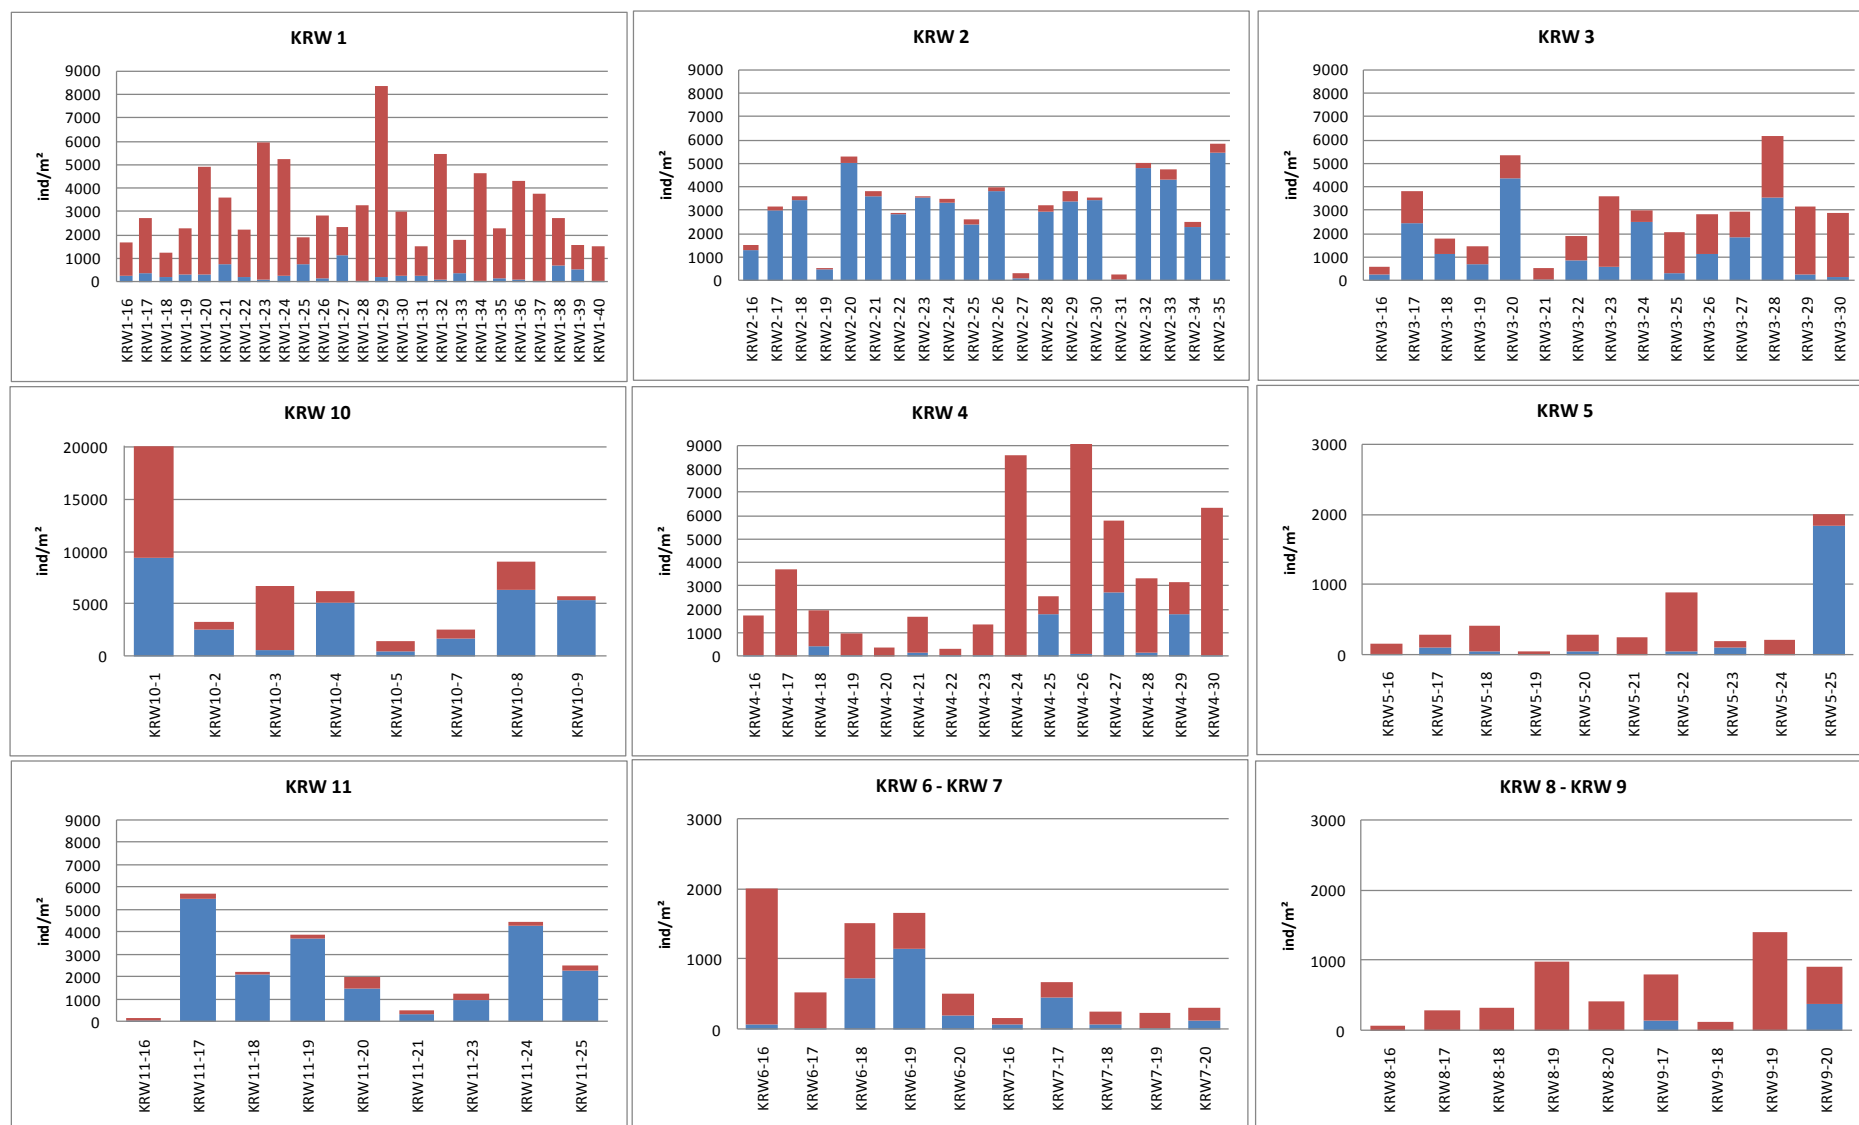 KRW 1
9000
8000
7000
6000
5000
4000
3000
2000
1000
0
ind/m²
KRW1-16
KRW1-17
KRW1-18
KRW1-19
KRW1-20
KRW1-21
KRW1-22
KRW1-23
KRW1-24
KRW1-25
KRW1-26
KRW1-27
KRW1-28
KRW1-29
KRW1-30
KRW1-31
KRW1-32
KRW1-33
KRW1-34
KRW1-35
KRW1-36
KRW1-37
KRW1-38
KRW1-39
KRW1-40
KRW 2
9000
8000
7000
6000
5000
4000
3000
2000
1000
0
ind/m²
KRW2-16
KRW2-17
KRW2-18
KRW2-19
KRW2-20
KRW2-21
KRW2-22
KRW2-23
KRW2-24
KRW2-25
KRW2-26
KRW2-27
KRW2-28
KRW2-29
KRW2-30
KRW2-31
KRW2-32
KRW2-33
KRW2-34
KRW2-35
KRW 3
9000
8000
7000
6000
5000
4000
3000
2000
1000
0
ind/m²
KRW3-16
KRW3-17
KRW3-18
KRW3-19
KRW3-20
KRW3-21
KRW3-22
KRW3-23
KRW3-24
KRW3-25
KRW3-26
KRW3-27
KRW3-28
KRW3-29
KRW3-30
KRW 10
20000
15000
10000
5000
0
ind/m²
KRW10-1
KRW10-2
KRW10-3
KRW10-4
KRW10-5
KRW10-7
KRW10-8
KRW10-9
KRW 4
9000
8000
7000
6000
5000
4000
3000
2000
1000
0
ind/m²
KRW4-16
KRW4-17
KRW4-18
KRW4-19
KRW4-20
KRW4-21
KRW4-22
KRW4-23
KRW4-24
KRW4-25
KRW4-26
KRW4-27
KRW4-28
KRW4-29
KRW4-30
KRW 5
3000
2000
1000
0
ind/m²
KRW5-16
KRW5-17
KRW5-18
KRW5-19
KRW5-20
KRW5-21
KRW5-22
KRW5-23
KRW5-24
KRW5-25
KRW 11
9000
8000
7000
6000
5000
4000
3000
2000
1000
0
ind/m²
KRW11-16
KRW11-17
KRW11-18
KRW11-19
KRW11-20
KRW11-21
KRW11-23
KRW11-24
KRW11-25
KRW 6 - KRW 7
3000
2000
1000
0
ind/m²
KRW6-16
KRW6-17
KRW6-18
KRW6-19
KRW6-20
KRW7-16
KRW7-17
KRW7-18
KRW7-19
KRW7-20
KRW 8 - KRW 9
3000
2000
1000
0
ind/m²
KRW8-16
KRW8-17
KRW8-18
KRW8-19
KRW8-20
KRW9-17
KRW9-18
KRW9-19
KRW9-20